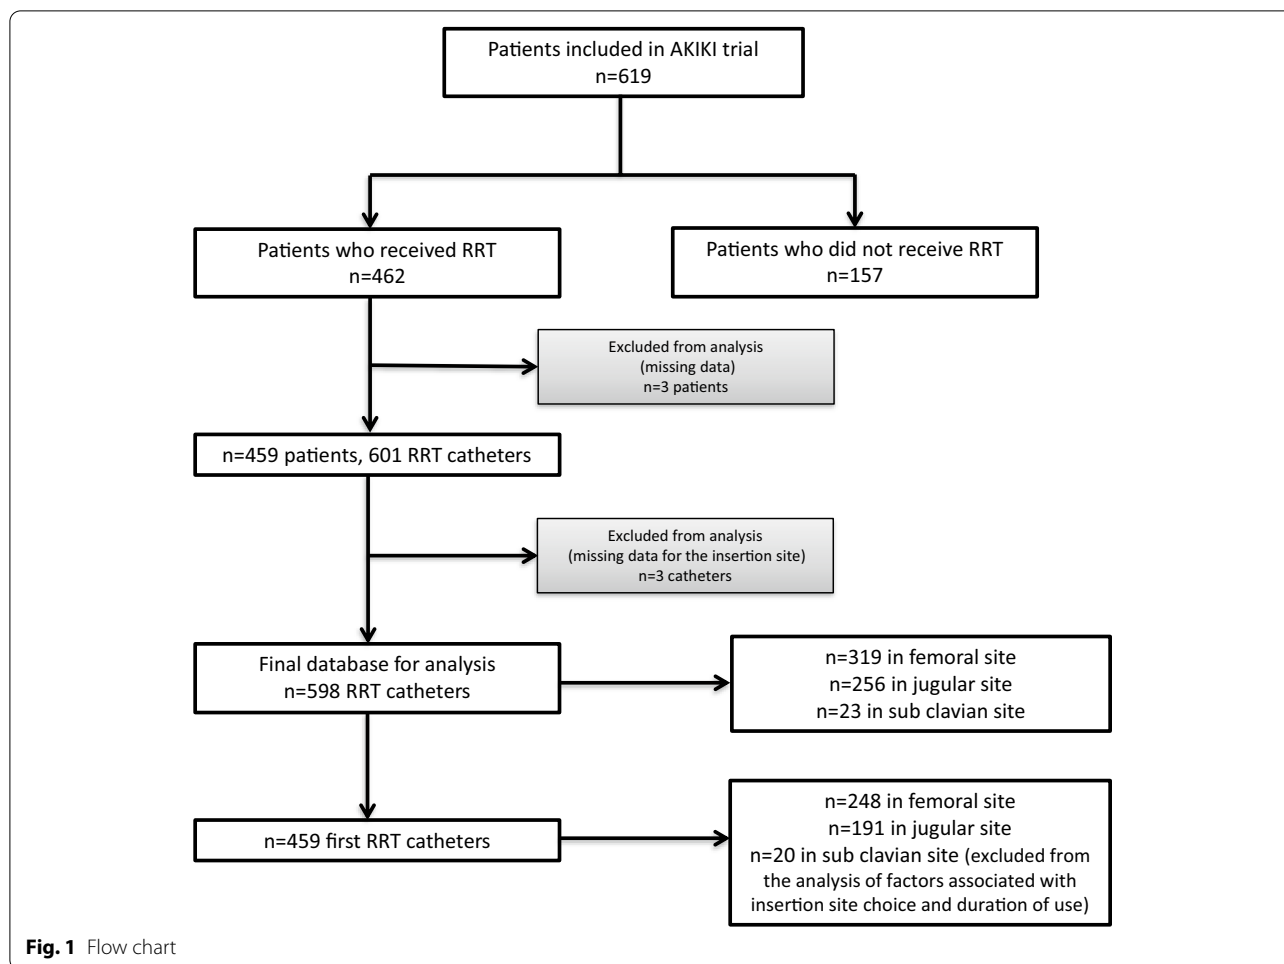 Patients included in AKIKI trial
n=619
Patients who received RRT
n=462
Patients who did not receive RRT
n=157
Excluded from analysis
(missing data)
n=3 patients
n=459 patients, 601 RRT catheters
Excluded from analysis
(missing data for the insertion site)
n=3 catheters
Final database for analysis
n=598 RRT catheters
n=319 in femoral site
n=256 in jugular site
n=23 in sub clavian site
n=459 first RRT catheters
n=248 in femoral site
n=191 in jugular site
n=20 in sub clavian site (excluded from
the analysis of factors associated with
insertion site choice and duration of use)
Fig. 1 Flow chart